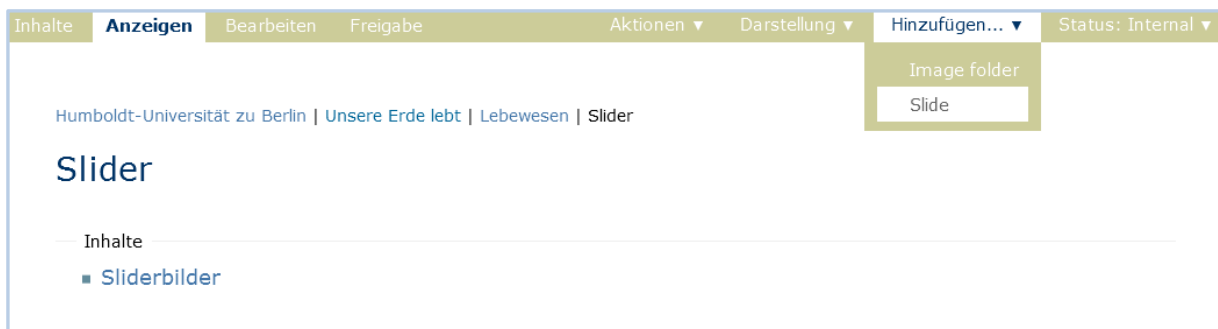 Inhalte Anzeigen Bearbeiten Freigabe Aktionen ▼ Darstellung ▼ Hinzufügen... ▼ Status: Internal ▼
Image folder
Slide
Humboldt-Universität zu Berlin | Unsere Erde lebt | Lebewesen | Slider
Slider
Inhalte
Sliderbilder